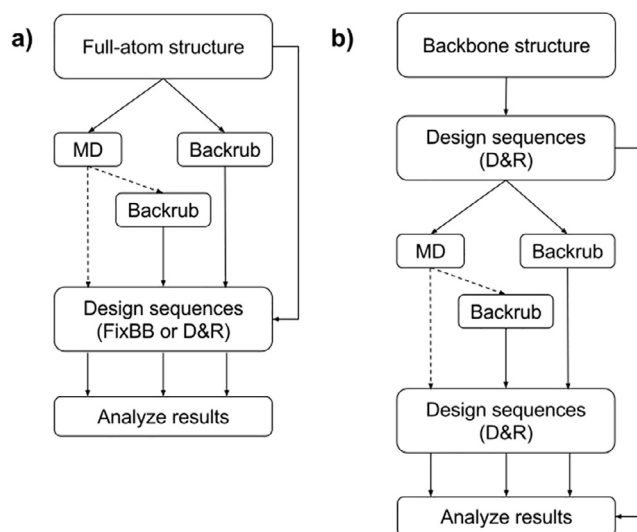 a)
Full-atom structure
MD
Backrub
Backrub
Design sequences
(FixBB or D&R)
Analyze results
b)
Backbone structure
Design sequences
(D&R)
MD
Backrub
Backrub
Design sequences
(D&R)
Analyze results